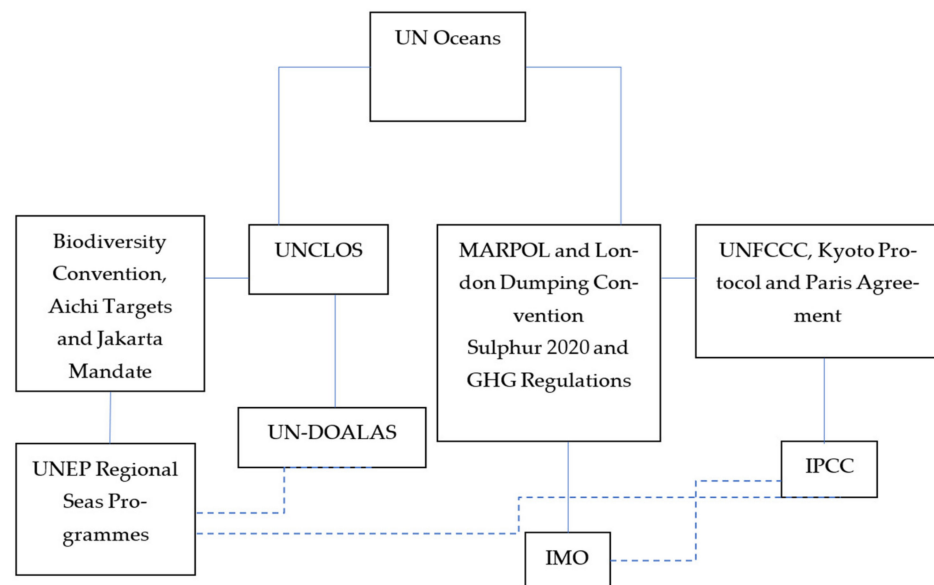 UN Oceans
Biodiversity
Convention,
Aichi Targets
and Jakarta
Mandate
UNCLOS
MARPOL and Lon-
don Dumping Con-
vention
Sulphur 2020 and
GHG Regulations
UNFCCC, Kyoto Pro-
tocol and Paris Agree-
ment
UN-DOALAS
UNEP Regional
Seas Pro-
grammes
IPCC
IMO